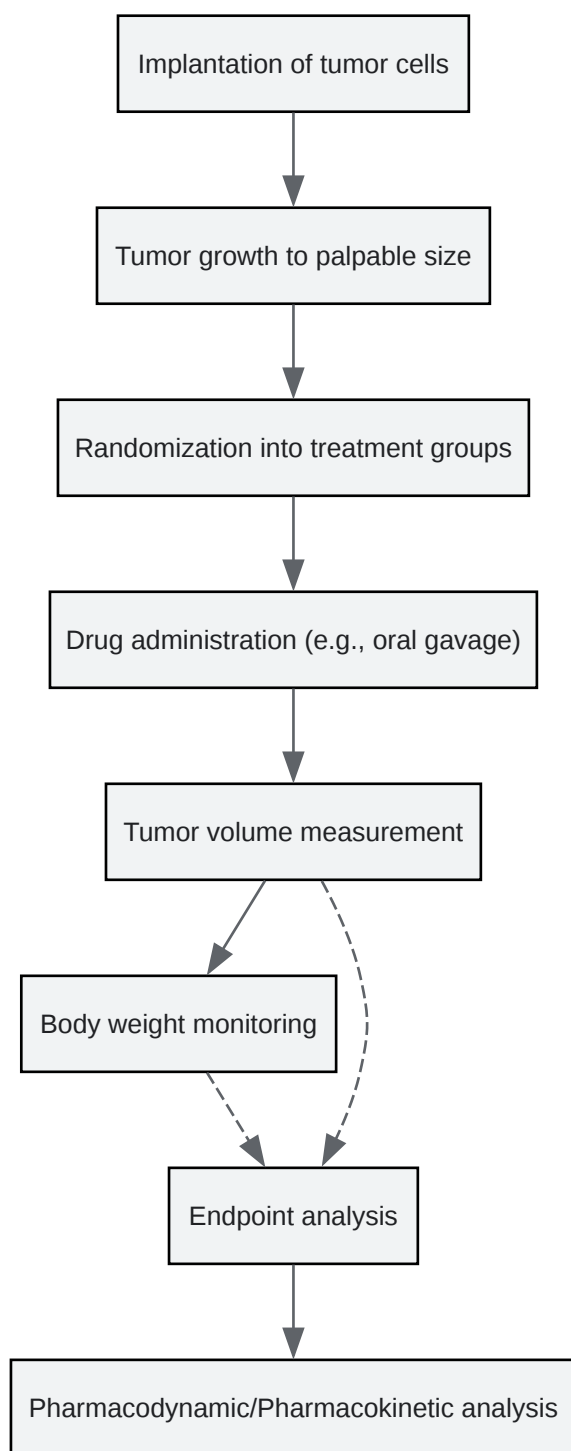 Implantation of tumor cells
Tumor growth to palpable size
Randomization into treatment groups
Drug administration (e.g., oral gavage)
Tumor volume measurement
Body weight monitoring
Endpoint analysis
Pharmacodynamic/Pharmacokinetic analysis